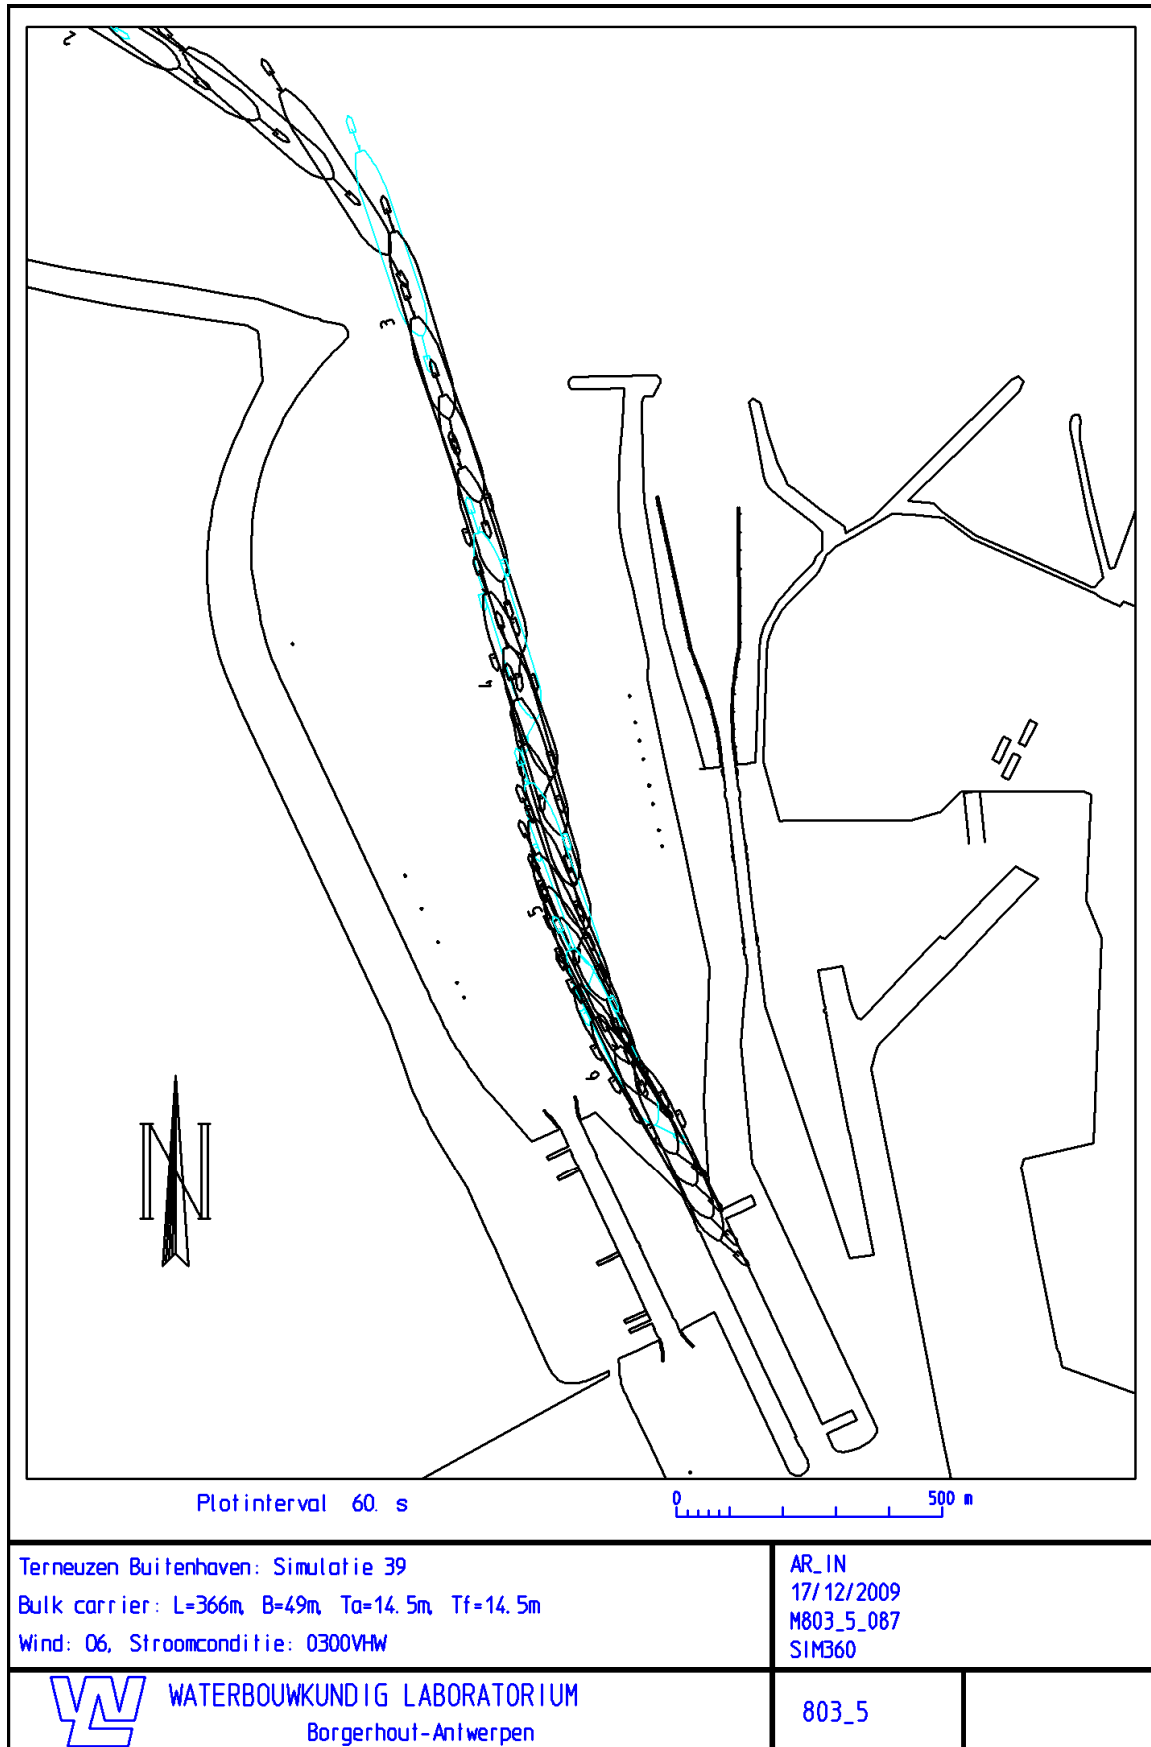 2
3
4
5
6
N
Plotinterval 60. s
0 500 m
Terneuzen Buitenhaven: Simulatie 39
Bulk carrier: L=366m, B=49m, Ta=14.5m, Tf=14.5m
Wind: 06, Stroomconditie: 0300VHW
AR_IN
17/12/2009
M803_5_087
SIM360
WL
WATERBOUWKUNDIG LABORATORIUM
Borgerhout-Antwerpen
803_5